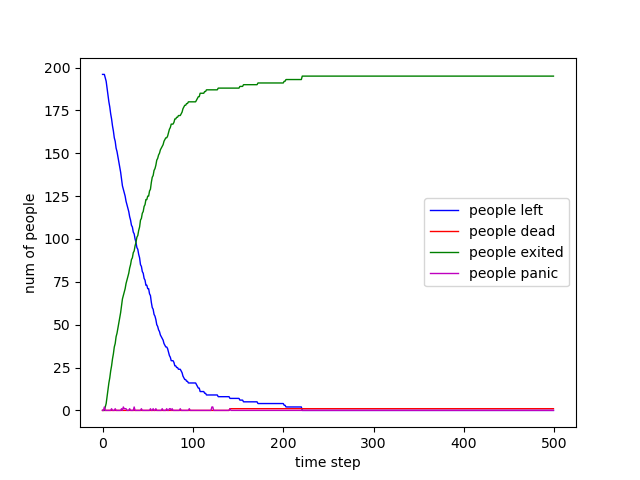 200
175
150
125
100
75
50
25
0
num of people
people left
people dead
people exited
people panic
0 100 200 300 400 500
time step